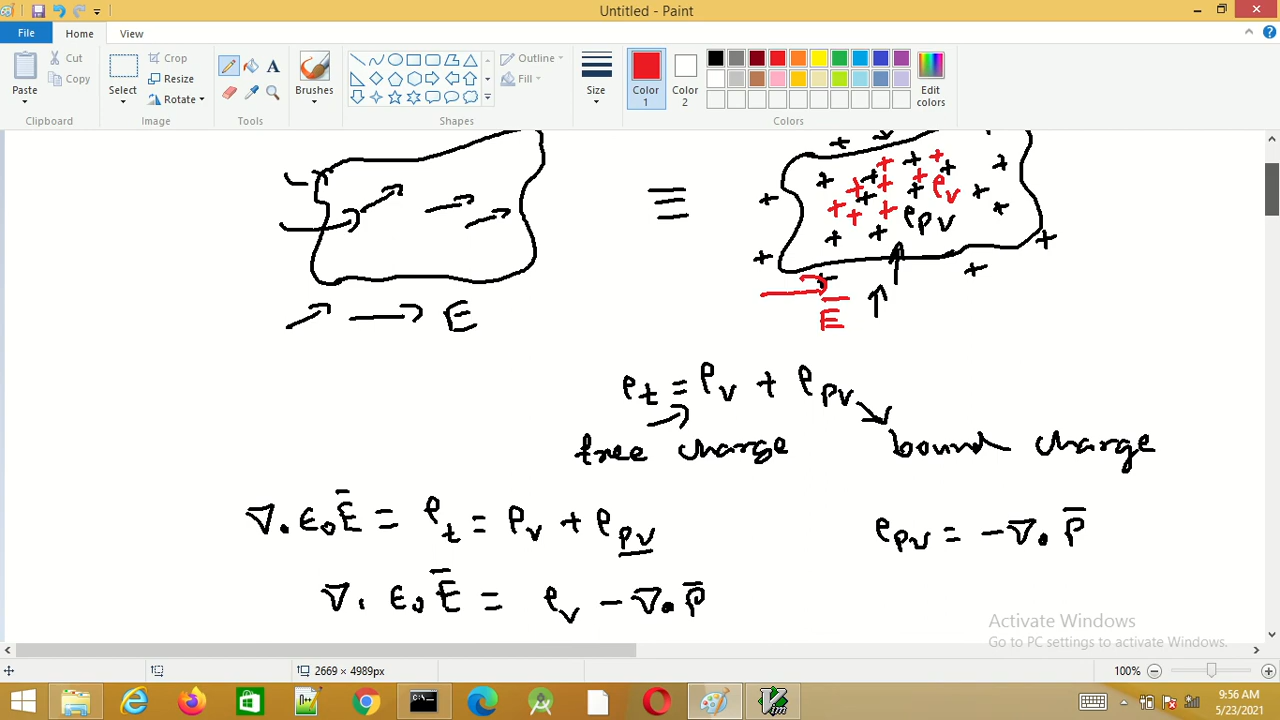 Untitled - Paint
File
Home
View
Paste
Cut
Copy
Clipboard
Select
Crop
Resize
Rotate
Image
Tools
Brushes
Shapes
Outline
Fill
Size
Color 1
Color 2
Edit colors
Colors
E
≡
ρv
ρpv
E̅
ρt = ρv + ρpv
free charge
bound charge
∇. ε₀E̅ = ρt = ρv + ρpv
ρpv = -∇. P̅
∇. ε₀E̅ = ρv - ∇. P̅
Activate Windows
Go to PC settings to activate Windows.
2669 × 4989px
100%
9:56 AM
5/23/2021